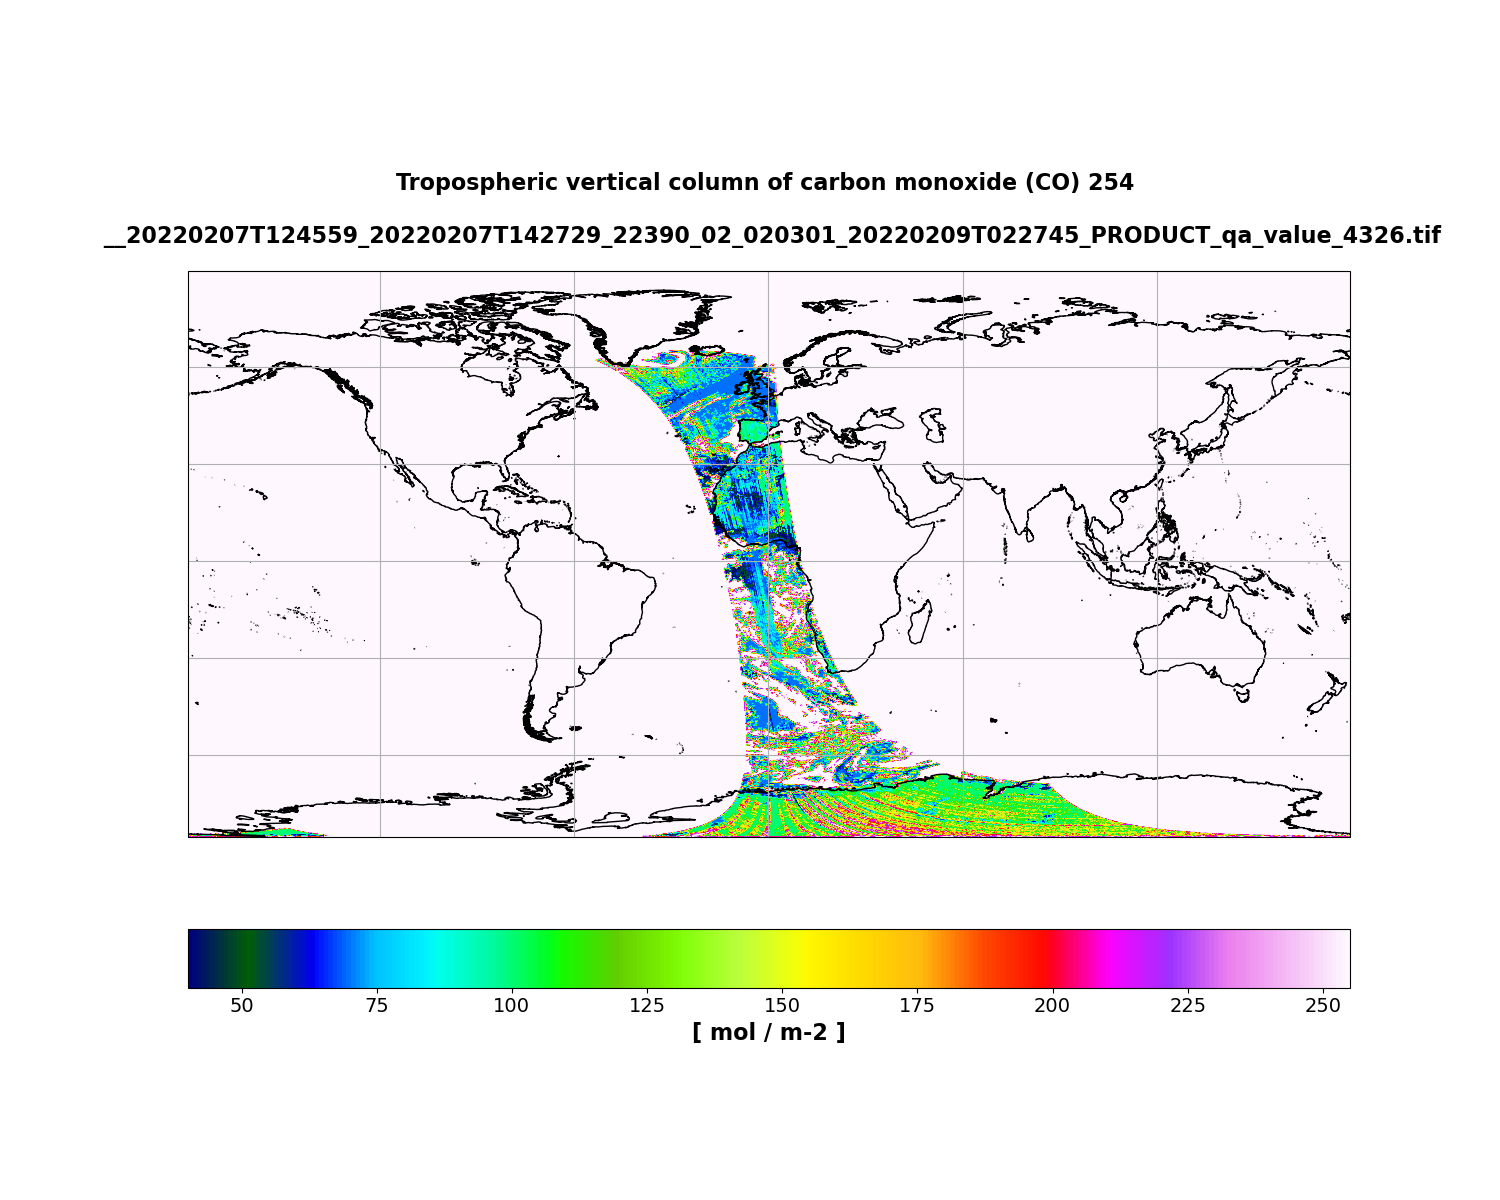 Tropospheric vertical column of carbon monoxide (CO) 254
__20220207T124559_20220207T142729_22390_02_020301_20220209T022745_PRODUCT_qa_value_4326.tif
50 75 100 125 150 175 200 225 250
[ mol / m-2 ]